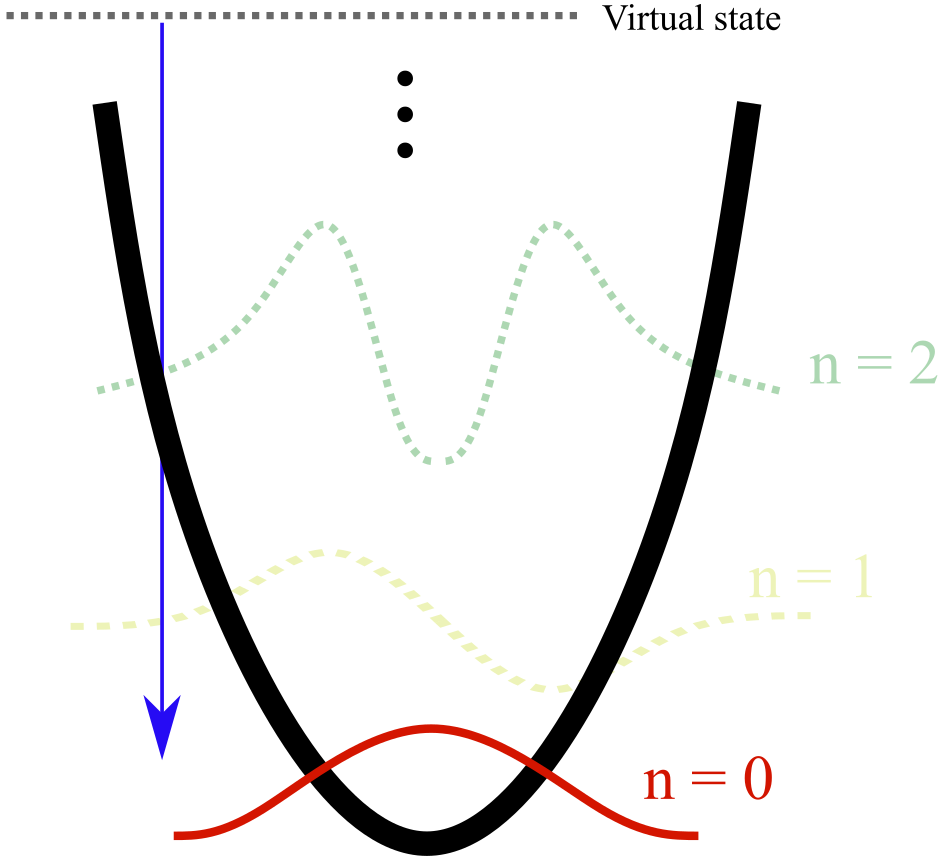 Virtual state
n = 2
n = 1
n = 0